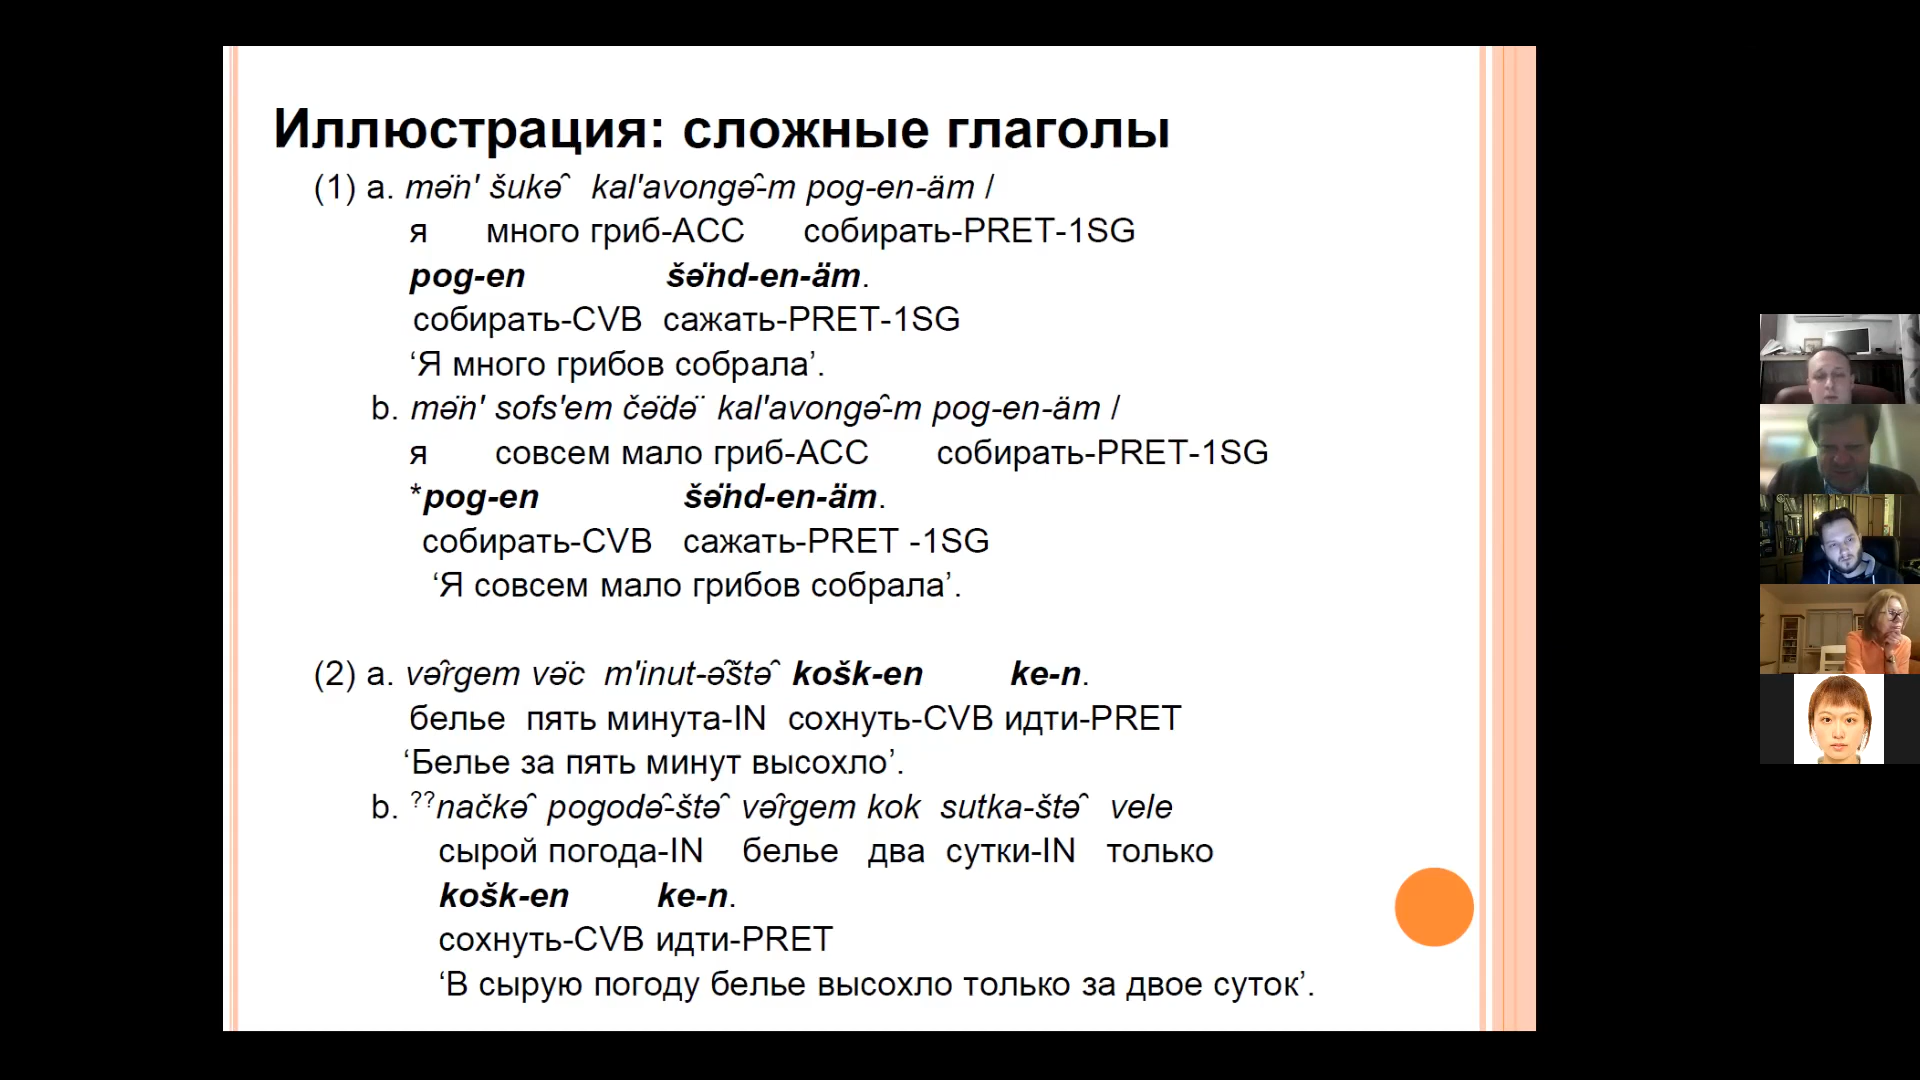 Иллюстрация: сложные глаголы
(1) a. mə̈n' šukə̑ kal'avongə̑-m pog-en-äm /
я много гриб-ACC собирать-PRET-1SG
pog-en šə̈nd-en-äm.
собирать-CVB сажать-PRET-1SG
‘Я много грибов собрала’.
b. mə̈n' sofs'em čə̈də̈ kal'avongə̑-m pog-en-äm /
я совсем мало гриб-ACC собирать-PRET-1SG
*pog-en šə̈nd-en-äm.
собирать-CVB сажать-PRET -1SG
‘Я совсем мало грибов собрала’.
(2) a. və̑rgem və̈c m'inut-ə̑štə̑ košk-en ke-n.
белье пять минута-IN сохнуть-CVB идти-PRET
‘Белье за пять минут высохло’.
b. ??načkə̑ pogodə̑-štə̑ və̑rgem kok sutka-štə̑ vele
сырой погода-IN белье два сутки-IN только
košk-en ke-n.
сохнуть-CVB идти-PRET
‘В сырую погоду белье высохло только за двое суток’.